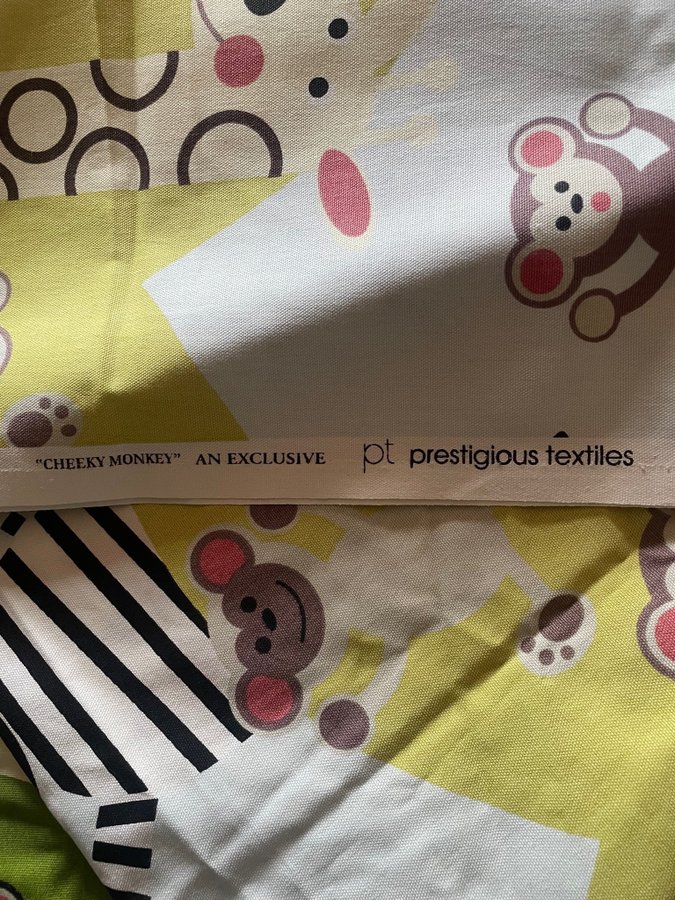 “CHEEKY MONKEY” AN EXCLUSIVE pt prestigious textiles